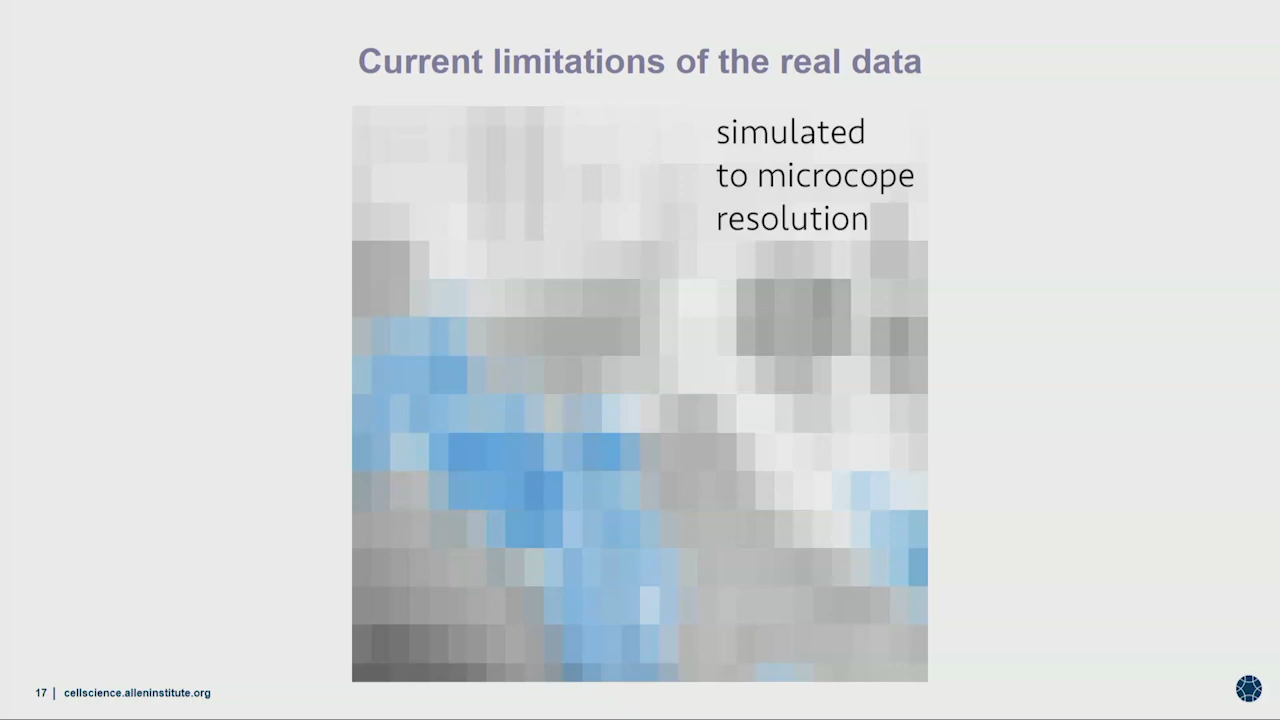 Current limitations of the real data
simulated
to microcope
resolution
17 | cellscience.alleninstitute.org